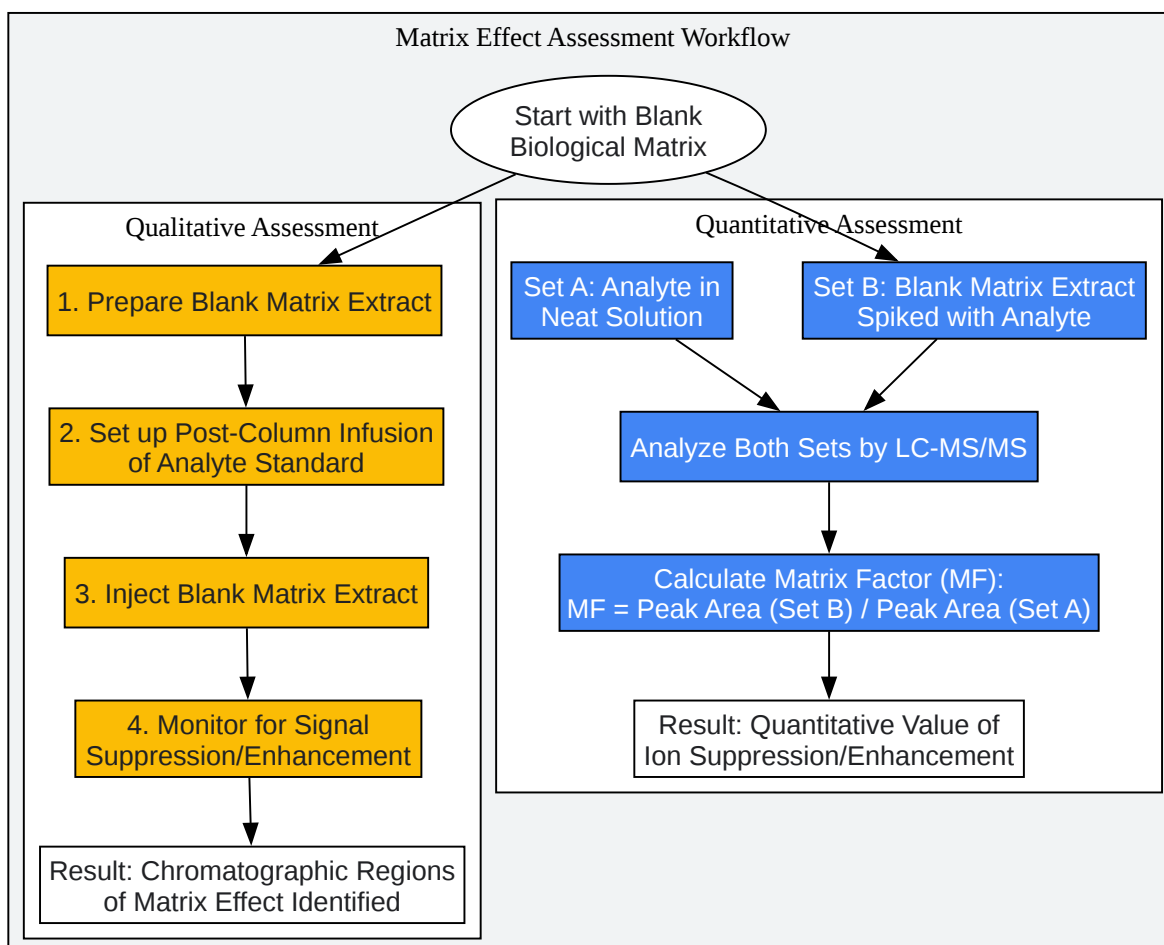 Matrix Effect Assessment Workflow
Start with Blank
Biological Matrix
Qualitative Assessment
1. Prepare Blank Matrix Extract
2. Set up Post-Column Infusion
of Analyte Standard
3. Inject Blank Matrix Extract
4. Monitor for Signal
Suppression/Enhancement
Result: Chromatographic Regions
of Matrix Effect Identified
Quantitative Assessment
Set A: Analyte in
Neat Solution
Set B: Blank Matrix Extract
Spiked with Analyte
Analyze Both Sets by LC-MS/MS
Calculate Matrix Factor (MF):
MF = Peak Area (Set B) / Peak Area (Set A)
Result: Quantitative Value of
Ion Suppression/Enhancement